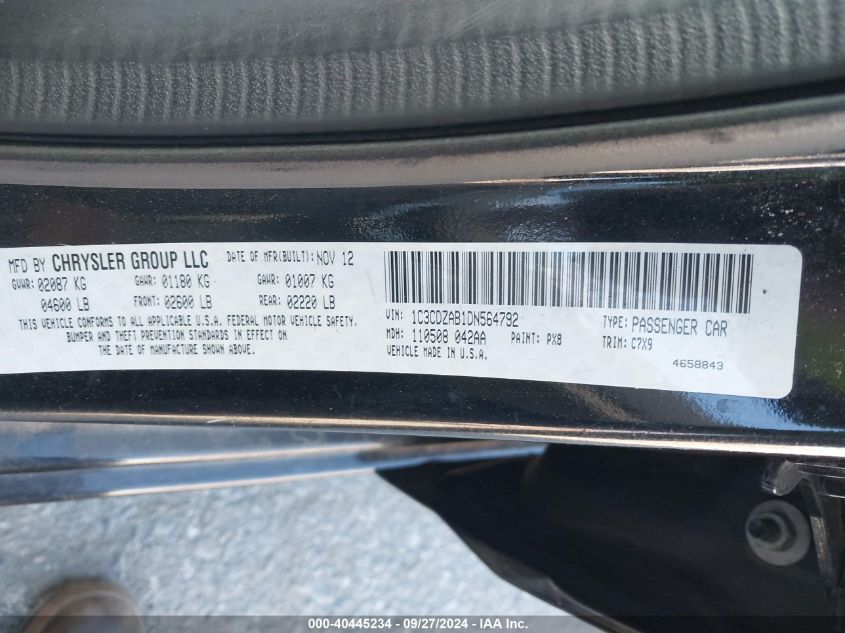 MFD BY CHRYSLER GROUP LLC DATE OF MFR(BUILT): NOV 12
GVWR: 02087 KG GAWR: 01180 KG GAWR: 01007 KG
04600 LB FRONT: 02600 LB REAR: 02220 LB
THIS VEHICLE CONFORMS TO ALL APPLICABLE U.S.A. FEDERAL MOTOR VEHICLE SAFETY,
BUMPER AND THEFT PREVENTION STANDARDS IN EFFECT ON
THE DATE OF MANUFACTURE SHOWN ABOVE.
VIN: 1C3CDZAB1DN564792 TYPE: PASSENGER CAR
MDH: 110508 042AA PAINT: PX8 TRIM: C7X9
VEHICLE MADE IN U.S.A. 4658843
000-40445234 - 09/27/2024 - IAA Inc.